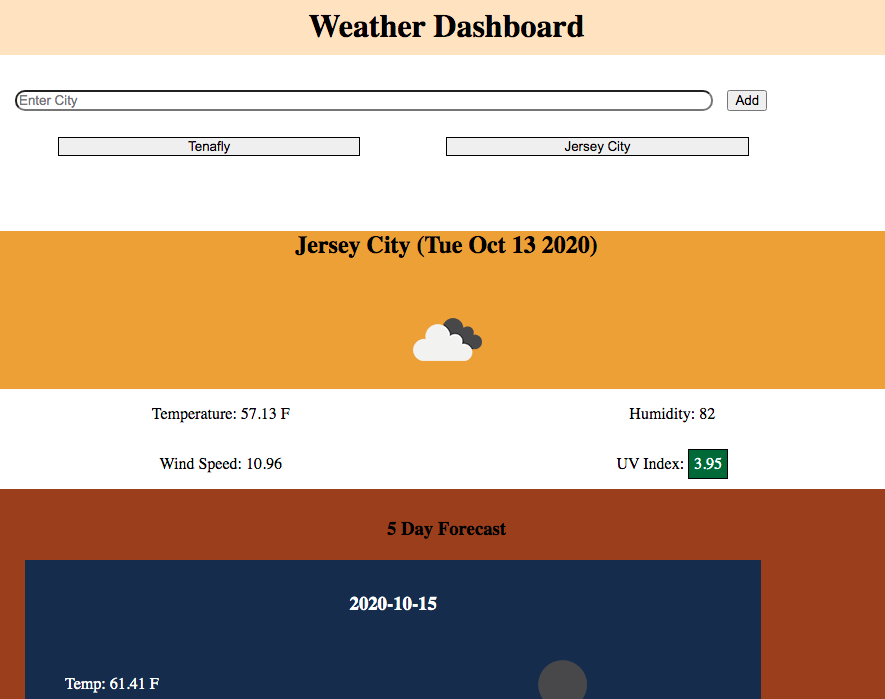 Weather Dashboard
Enter City Add
Tenafly Jersey City
Jersey City (Tue Oct 13 2020)
Temperature: 57.13 F Humidity: 82
Wind Speed: 10.96 UV Index: 3.95
5 Day Forecast
2020-10-15
Temp: 61.41 F